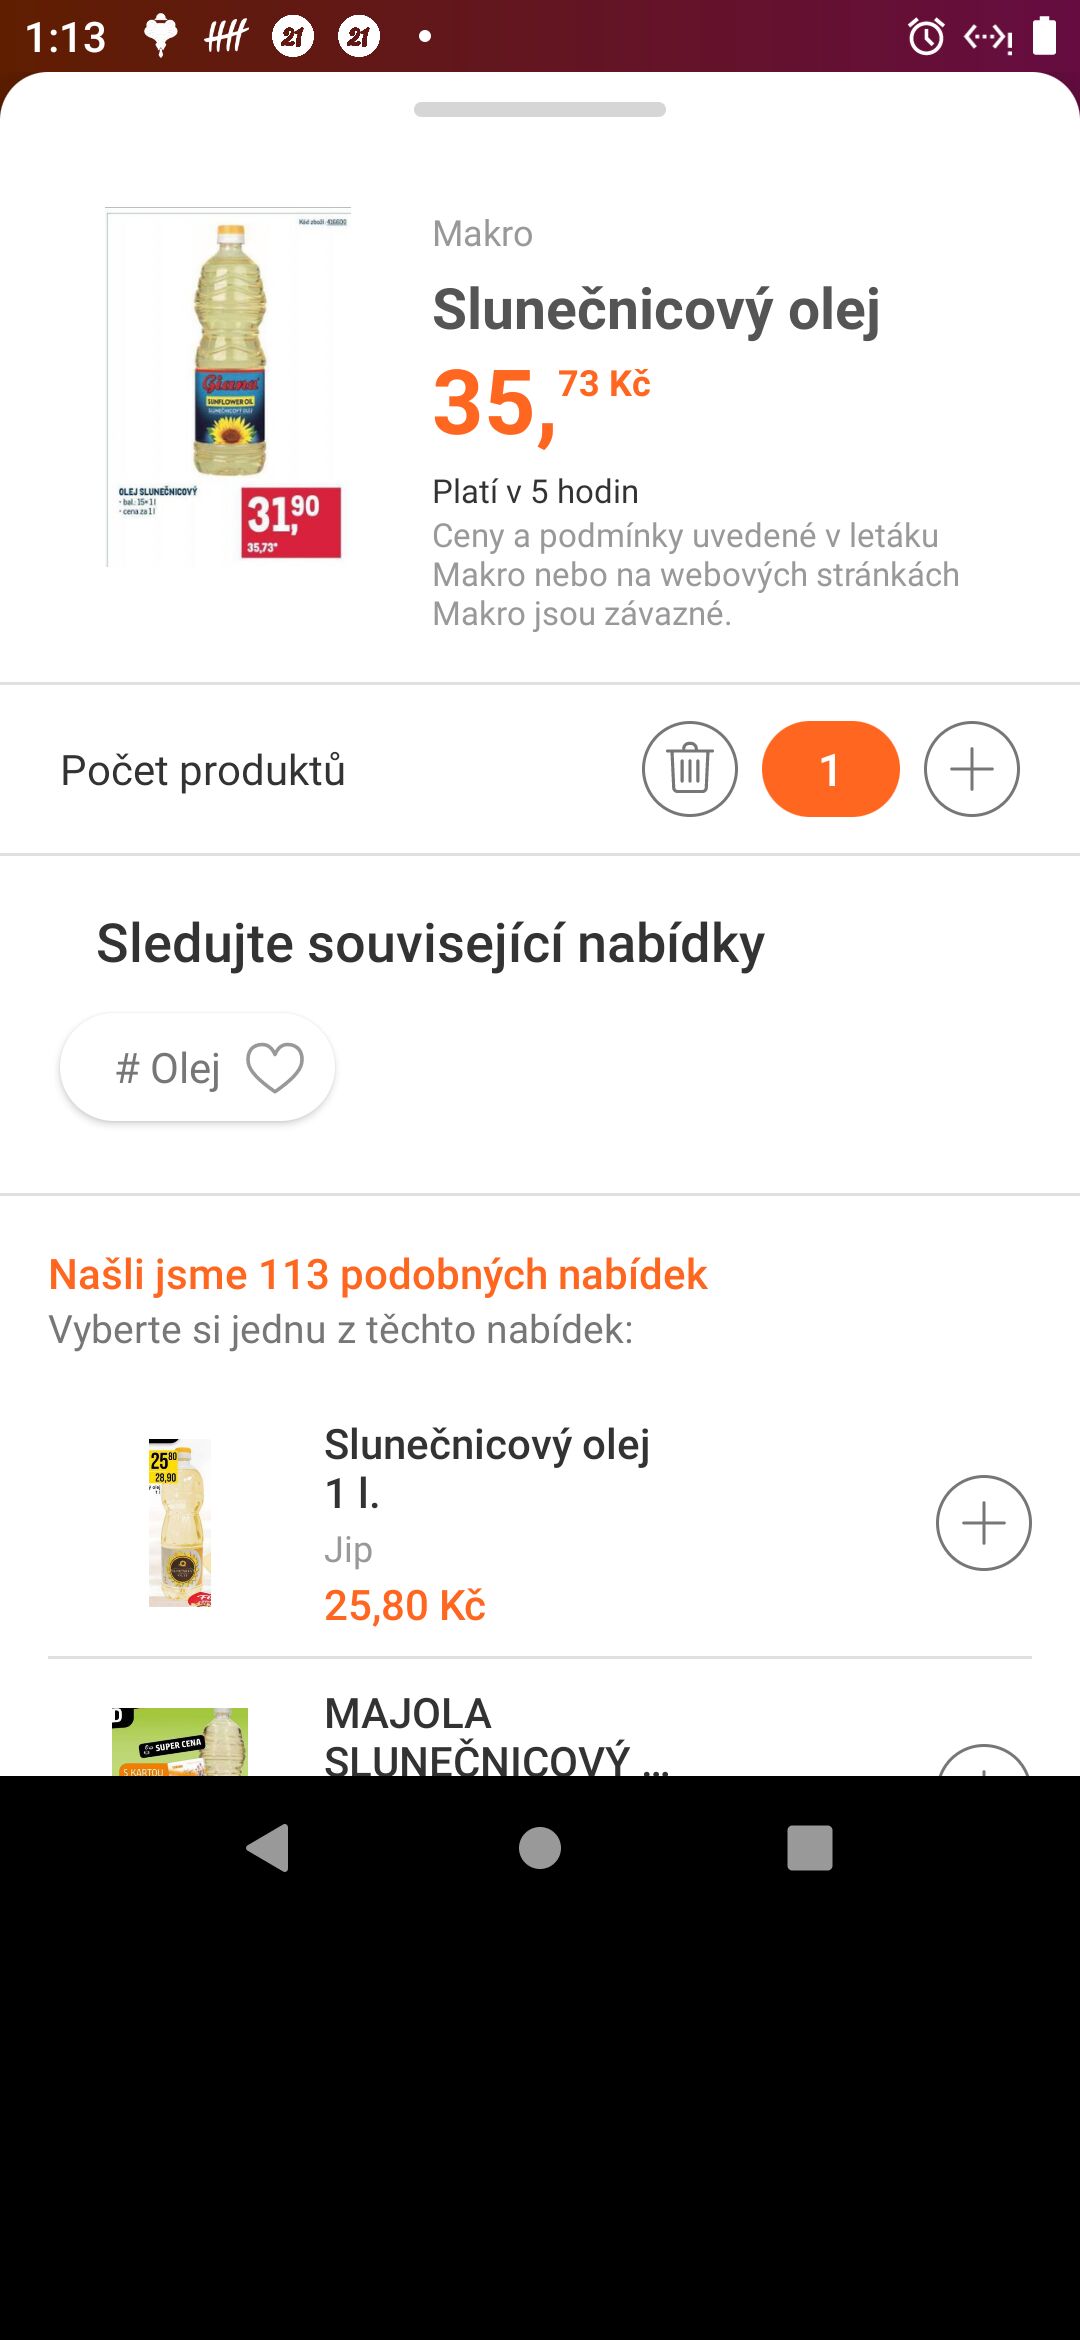 1:13
21
21
Kód zboží: 416600
Giana
SUNFLOWER OIL
SLUNEČNICOVÝ OLEJ
OLEJ SLUNEČNICOVÝ
• bal.: 15× 1 l
• cena za 1 l
31,90
35,73*
Makro
Slunečnicový olej
35,73 Kč
Platí v 5 hodin
Ceny a podmínky uvedené v letáku
Makro nebo na webových stránkách
Makro jsou závazné.
Počet produktů
1
Sledujte související nabídky
# Olej
Našli jsme 113 podobných nabídek
Vyberte si jednu z těchto nabídek:
2580
28,90
Slunečnicový olej
1 l.
Jip
25,80 Kč
SUPER CENA
S KARTOU
MAJOLA
SLUNEČNICOVÝ ...